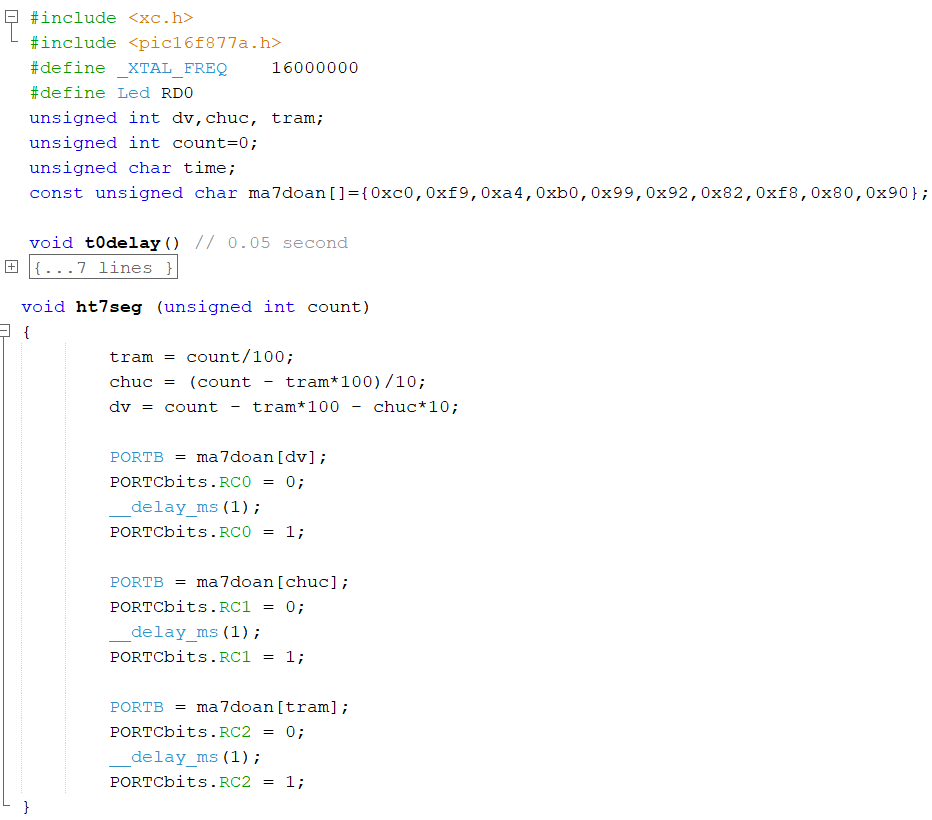 #include <xc.h>
#include <pic16f877a.h>
#define _XTAL_FREQ    16000000
#define Led RD0
unsigned int dv,chuc, tram;
unsigned int count=0;
unsigned char time;
const unsigned char ma7doan[]={0xc0,0xf9,0xa4,0xb0,0x99,0x92,0x82,0xf8,0x80,0x90};
void t0delay() // 0.05 second
{...7 lines }
void ht7seg (unsigned int count)
{
tram = count/100;
chuc = (count - tram*100)/10;
dv = count - tram*100 - chuc*10;
PORTB = ma7doan[dv];
PORTCbits.RC0 = 0;
__delay_ms(1);
PORTCbits.RC0 = 1;
PORTB = ma7doan[chuc];
PORTCbits.RC1 = 0;
__delay_ms(1);
PORTCbits.RC1 = 1;
PORTB = ma7doan[tram];
PORTCbits.RC2 = 0;
__delay_ms(1);
PORTCbits.RC2 = 1;
}